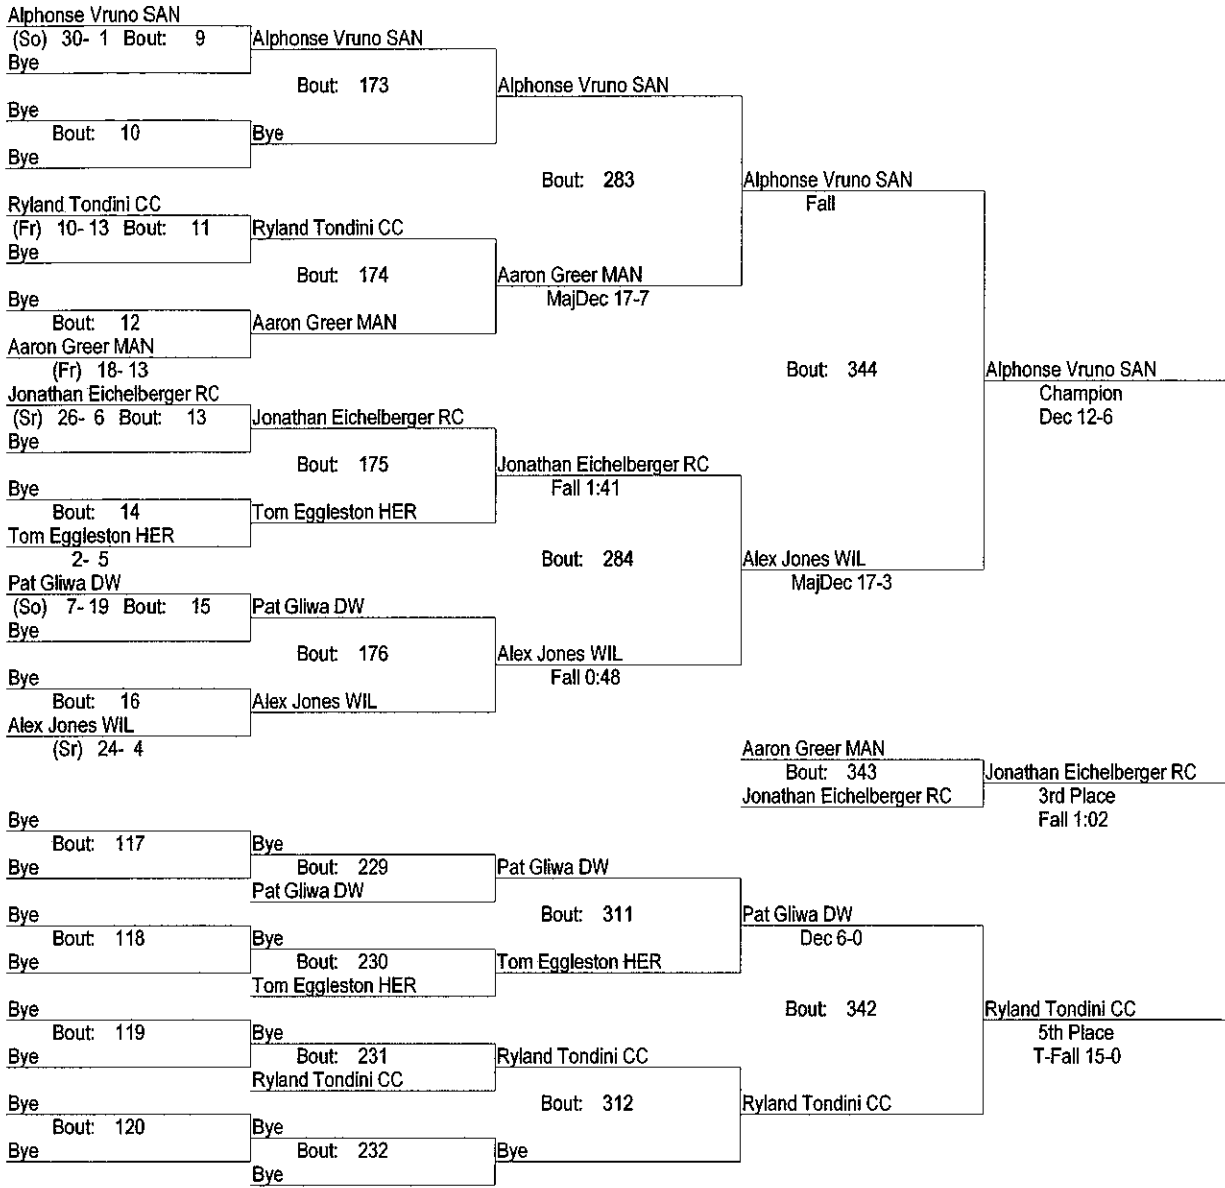 Alphonse Vruno SAN
(So) 30- 1 Bout: 9
Bye
Alphonse Vruno SAN
Bout: 173
Alphonse Vruno SAN
Bye
Bout: 10
Bye
Bye
Bout: 283
Alphonse Vruno SAN
Fall
Ryland Tondini CC
(Fr) 10- 13 Bout: 11
Bye
Ryland Tondini CC
Bout: 174
Aaron Greer MAN
MajDec 17-7
Bye
Bout: 12
Aaron Greer MAN
Aaron Greer MAN
(Fr) 18- 13
Bout: 344
Alphonse Vruno SAN
Champion
Dec 12-6
Jonathan Eichelberger RC
(Sr) 26- 6 Bout: 13
Bye
Jonathan Eichelberger RC
Bout: 175
Jonathan Eichelberger RC
Fall 1:41
Bye
Bout: 14
Tom Eggleston HER
Tom Eggleston HER
2- 5
Bout: 284
Alex Jones WIL
MajDec 17-3
Pat Gliwa DW
(So) 7- 19 Bout: 15
Bye
Pat Gliwa DW
Bout: 176
Alex Jones WIL
Fall 0:48
Bye
Bout: 16
Alex Jones WIL
Alex Jones WIL
(Sr) 24- 4
Aaron Greer MAN
Bout: 343
Jonathan Eichelberger RC
Jonathan Eichelberger RC
3rd Place
Fall 1:02
Bye
Bout: 117
Bye
Bye
Bout: 229
Pat Gliwa DW
Pat Gliwa DW
Bye
Bout: 118
Bye
Bye
Bout: 230
Tom Eggleston HER
Tom Eggleston HER
Bout: 311
Pat Gliwa DW
Dec 6-0
Bye
Bout: 119
Bye
Bye
Bout: 231
Ryland Tondini CC
Ryland Tondini CC
Bout: 342
Ryland Tondini CC
5th Place
T-Fall 15-0
Bye
Bout: 120
Bye
Bye
Bout: 232
Bye
Bye
Bout: 312
Ryland Tondini CC